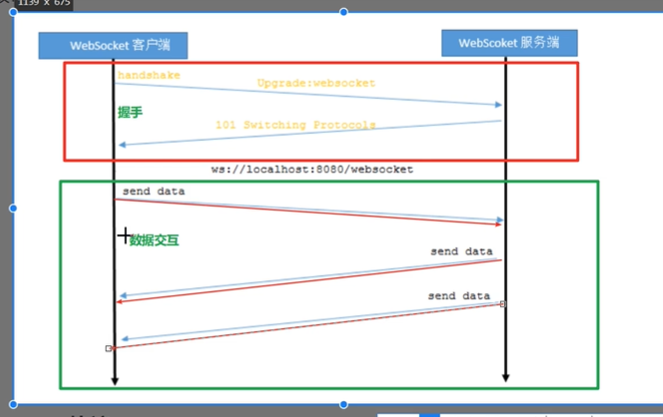 1139 x 675
WebSocket 客户端
WebScoket 服务端
handshake
Upgrade:websocket
握手
101 Switching Protocols
ws://localhost:8080/websocket
send data
数据交互
send data
send data